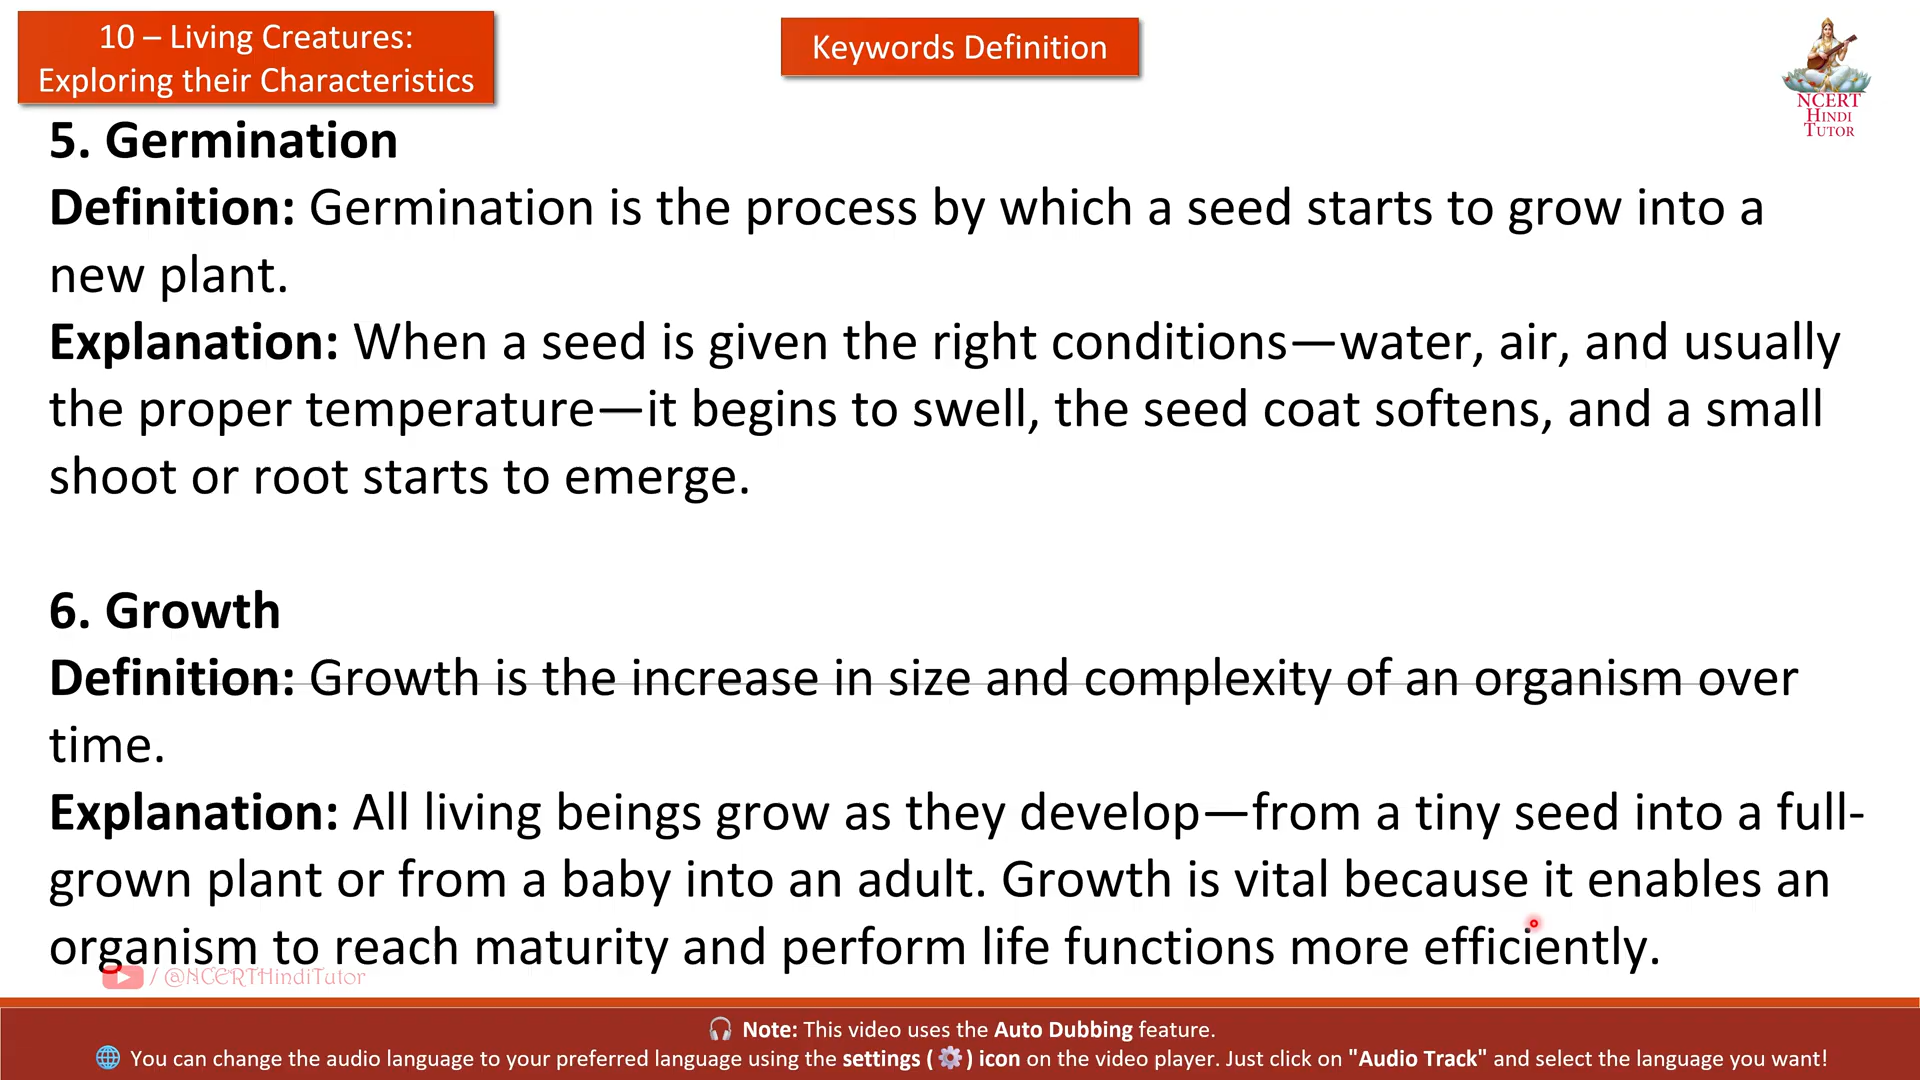 10 – Living Creatures:
Exploring their Characteristics
Keywords Definition
NCERT
HINDI
TUTOR
5. Germination
Definition: Germination is the process by which a seed starts to grow into a
new plant.
Explanation: When a seed is given the right conditions—water, air, and usually
the proper temperature—it begins to swell, the seed coat softens, and a small
shoot or root starts to emerge.
6. Growth
Definition: Growth is the increase in size and complexity of an organism over
time.
Explanation: All living beings grow as they develop—from a tiny seed into a full-
grown plant or from a baby into an adult. Growth is vital because it enables an
organism to reach maturity and perform life functions more efficiently.
/ @NCERTHindiTutor
🎧 Note: This video uses the Auto Dubbing feature.
🌐 You can change the audio language to your preferred language using the settings ( ⚙️ ) icon on the video player. Just click on "Audio Track" and select the language you want!